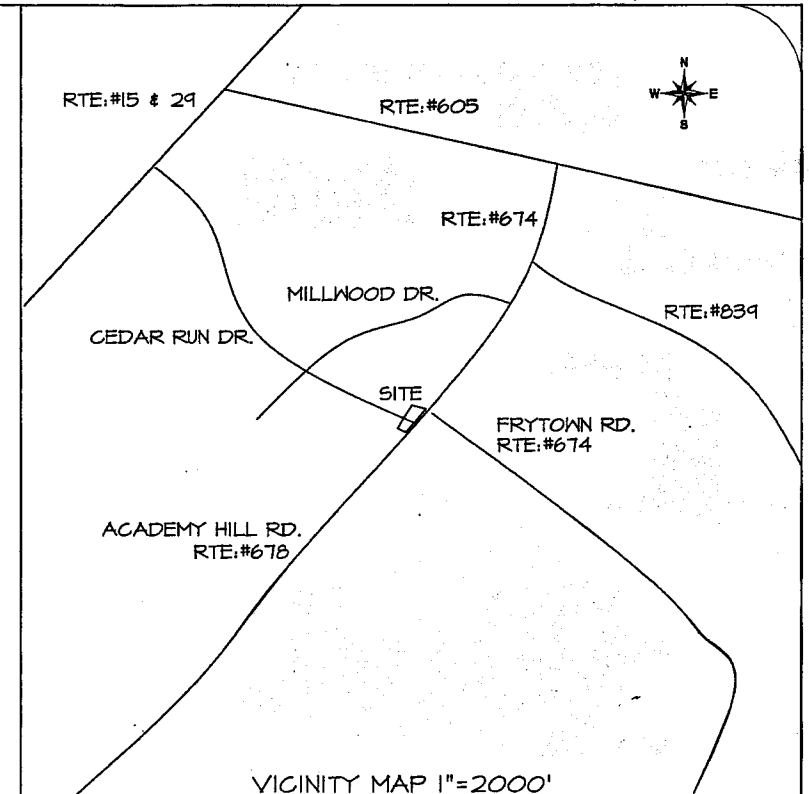 N
RTE:#15 & 29
RTE:#605
W E
S
RTE:#674
MILLWOOD DR.
RTE:#839
CEDAR RUN DR.
SITE
FRYTOWN RD.
RTE:#674
ACADEMY HILL RD.
RTE:#678
VICINITY MAP 1"=2000'